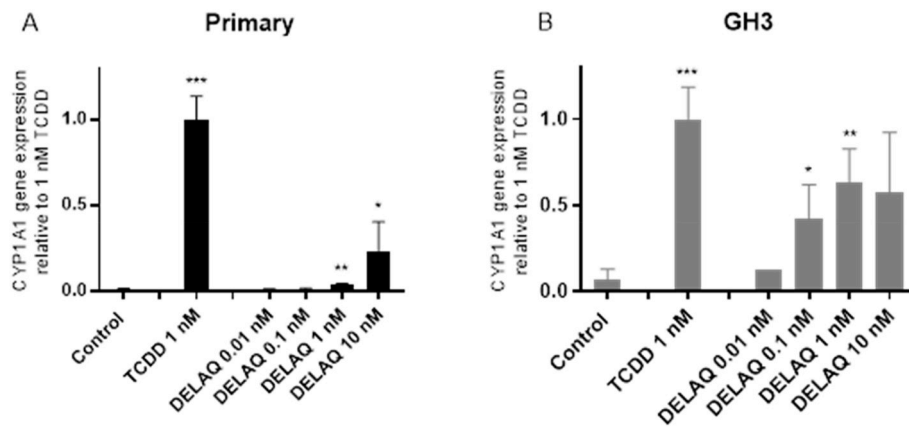 A
Primary
CYP1A1 gene expression
relative to 1 nM TCDD
1.0
0.5
0.0
***
**
*
Control
TCDD 1 nM
DELAQ 0.01 nM
DELAQ 0.1 nM
DELAQ 1 nM
DELAQ 10 nM
B
GH3
CYP1A1 gene expression
relative to 1 nM TCDD
1.0
0.5
0.0
***
*
**
Control
TCDD 1 nM
DELAQ 0.01 nM
DELAQ 0.1 nM
DELAQ 1 nM
DELAQ 10 nM